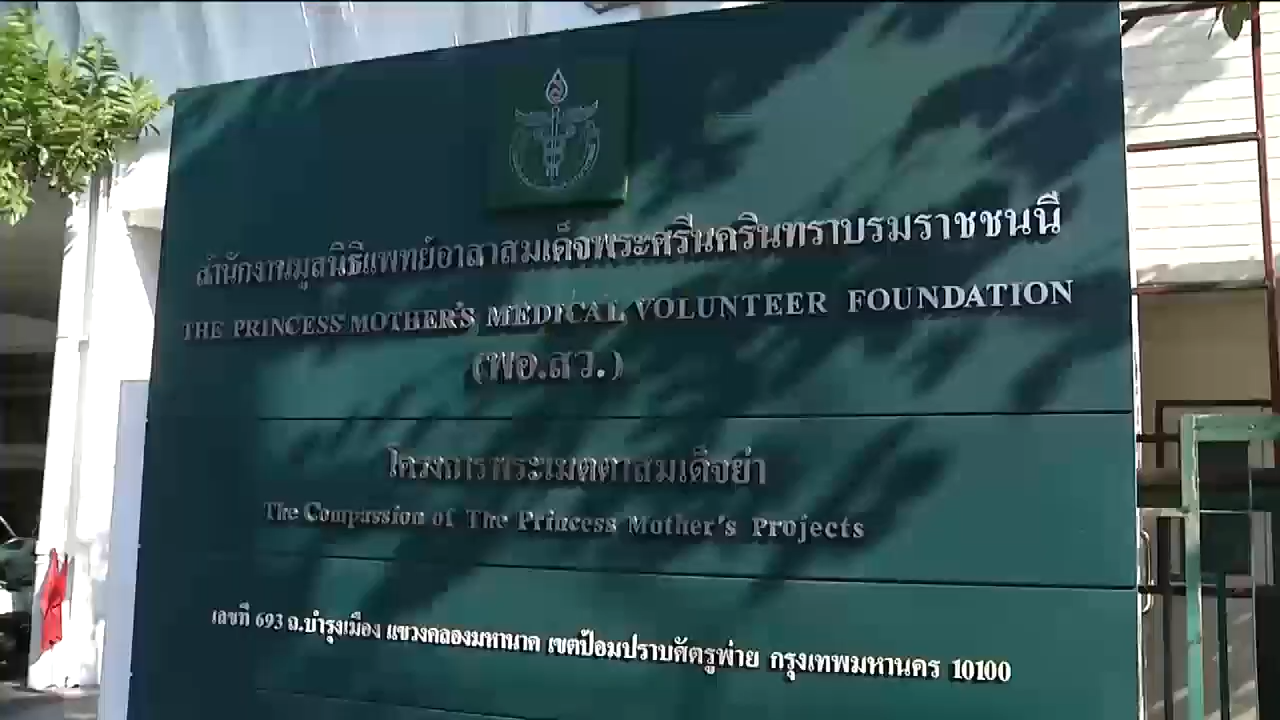 สำนักงานมูลนิธิแพทย์อาสาสมเด็จพระศรีนครินทราบรมราชชนนี
THE PRINCESS MOTHER'S MEDICAL VOLUNTEER FOUNDATION
(พอ.สว.)
โครงการพระเมตตาสมเด็จย่า
The Compassion of The Princess Mother's Projects
เลขที่ 693 ถ.บำรุงเมือง แขวงคลองมหานาค เขตป้อมปราบศัตรูพ่าย กรุงเทพมหานคร 10100